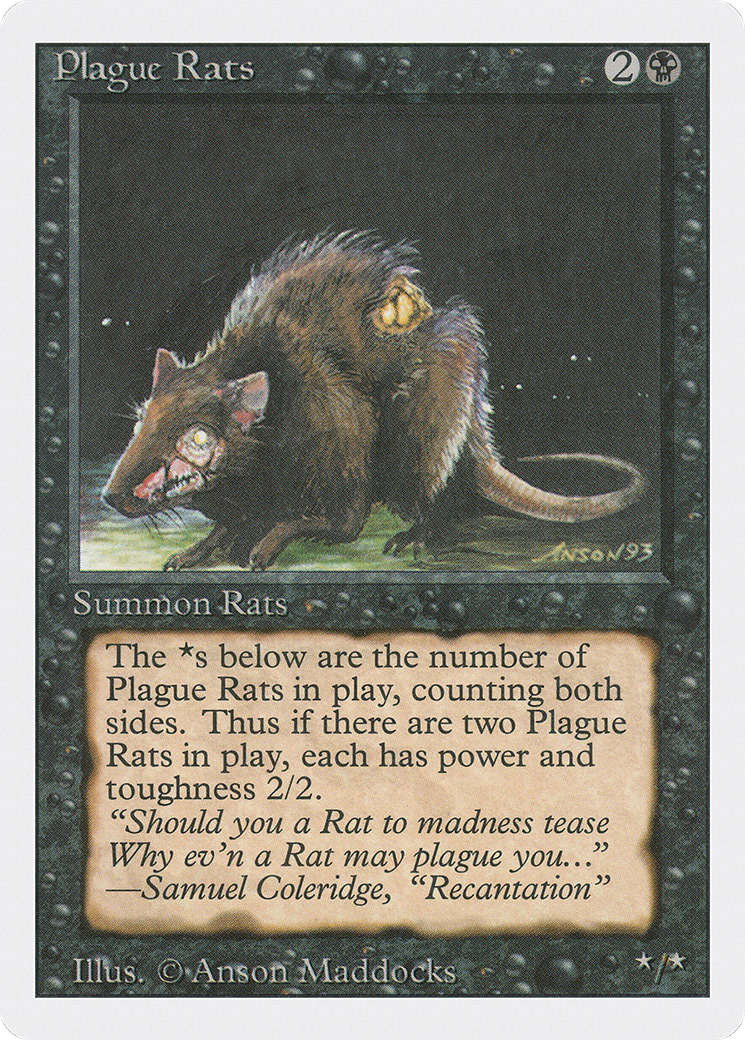 Plague Rats 2
ANSON 93
Summon Rats
The *s below are the number of
Plague Rats in play, counting both
sides. Thus if there are two Plague
Rats in play, each has power and
toughness 2/2.
“Should you a Rat to madness tease
Why ev’n a Rat may plague you...”
—Samuel Coleridge, “Recantation”
Illus. © Anson Maddocks */*